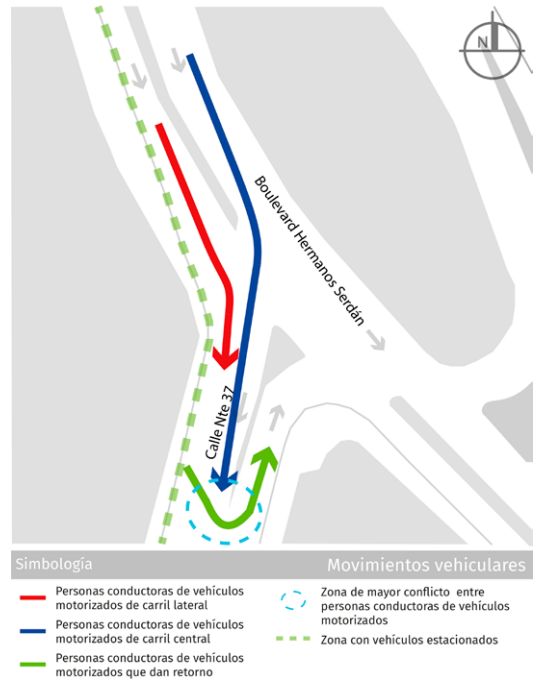 N
Boulevard Hermanos Serdán
Calle Nte 37
Simbología
Movimientos vehiculares
Personas conductoras de vehículos
motorizados de carril lateral
Personas conductoras de vehículos
motorizados de carril central
Personas conductoras de vehículos
motorizados que dan retorno
Zona de mayor conflicto entre
personas conductoras de vehículos
motorizados
Zona con vehículos estacionados